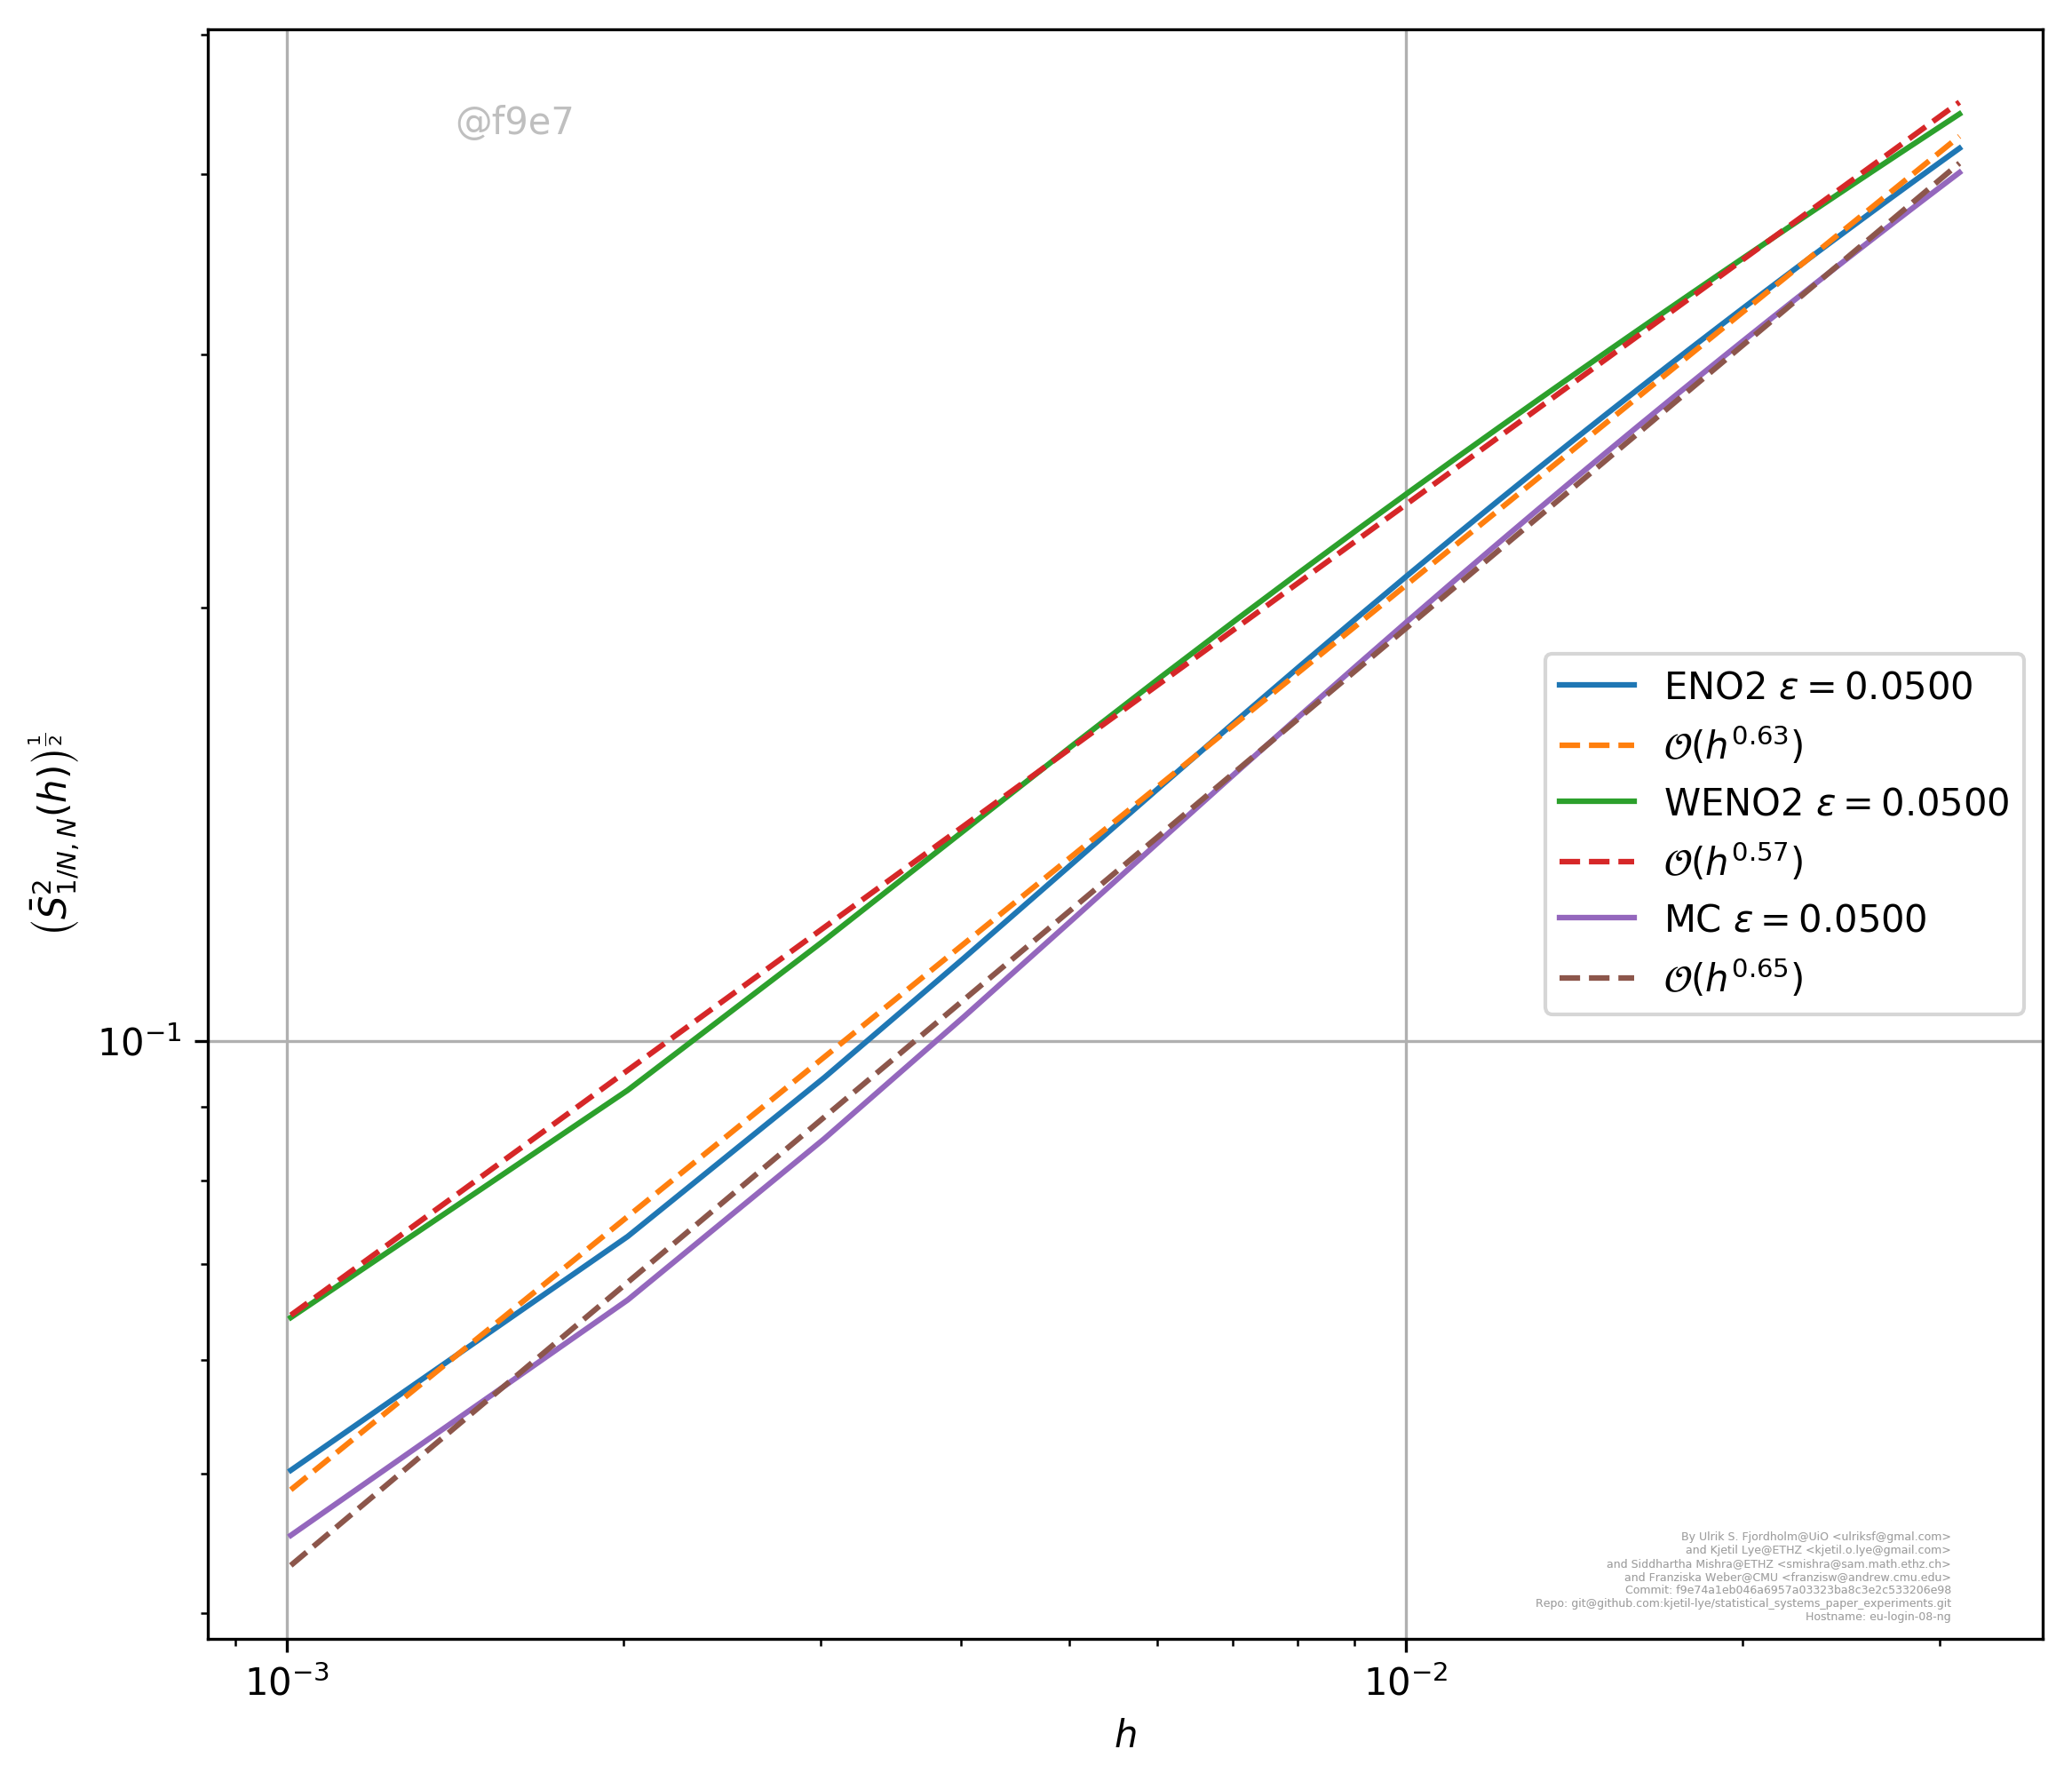 @f9e7
(S̄²_{1/N, N}(h))^{1/2}
10⁻¹
ENO2 ε = 0.0500
𝒪(h^{0.63})
WENO2 ε = 0.0500
𝒪(h^{0.57})
MC ε = 0.0500
𝒪(h^{0.65})
By Ulrik S. Fjordholm@UiO <ulriksf@gmal.com>
and Kjetil Lye@ETHZ <kjetil.o.lye@gmail.com>
and Siddhartha Mishra@ETHZ <smishra@sam.math.ethz.ch>
and Franziska Weber@CMU <franzisw@andrew.cmu.edu>
Commit: f9e74a1eb046a6957a03323ba8c3e2c533206e98
Repo: git@github.com:kjetil-lye/statistical_systems_paper_experiments.git
Hostname: eu-login-08-ng
10⁻³ 10⁻²
h